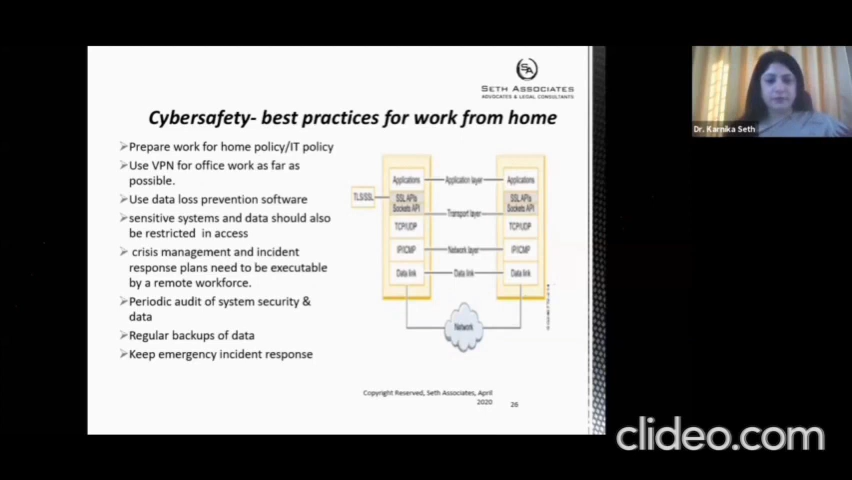 SA
SETH ASSOCIATES
ADVOCATES & LEGAL CONSULTANTS
Cybersafety- best practices for work from home
Prepare work for home policy/IT policy
Use VPN for office work as far as
possible.
Use data loss prevention software
sensitive systems and data should also
be restricted in access
crisis management and incident
response plans need to be executable
by a remote workforce.
Periodic audit of system security &
data
Regular backups of data
Keep emergency incident response
TLS/SSL
Applications
SSL APIs
Sockets API
TCP/UDP
IP/ICMP
Data link
Application layer
Transport layer
Network layer
Data link
Applications
SSL APIs
Sockets API
TCP/UDP
IP/ICMP
Data link
Network
Copyright Reserved, Seth Associates, April
2020
26
Dr. Karnika Seth
clideo.com